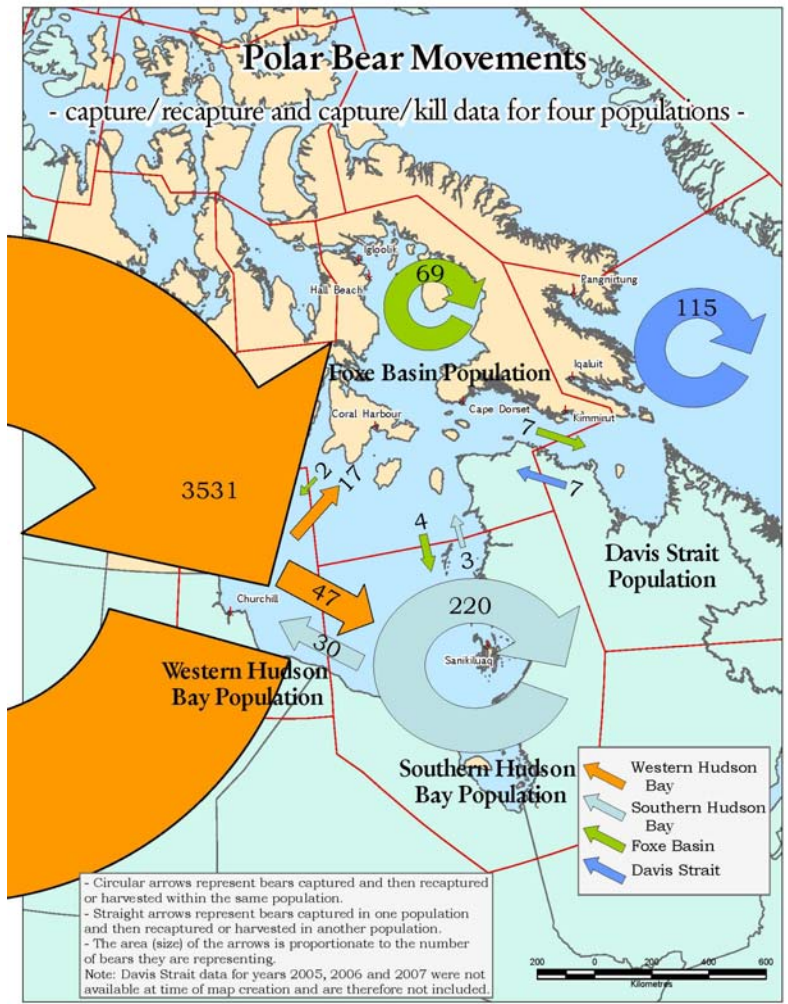 Polar Bear Movements
- capture/recapture and capture/kill data for four populations -
Igloolik
69
Hall Beach
Pangnirtung
115
Foxe Basin Population
Iqaluit
Coral Harbour
Cape Dorset
Kimmirut
7
2
17
3531
7
4
3
Davis Strait
Population
Churchill
47
220
30
Sanikiluaq
Western Hudson
Bay Population
Southern Hudson
Bay Population
Western Hudson
Bay
Southern Hudson
Bay
Foxe Basin
Davis Strait
- Circular arrows represent bears captured and then recaptured
or harvested within the same population.
- Straight arrows represent bears captured in one population
and then recaptured or harvested in another population.
- The area (size) of the arrows is proportionate to the number
of bears they are representing.
Note: Davis Strait data for years 2005, 2006 and 2007 were not
available at time of map creation and are therefore not included.
200 0 200 400 600
Kilometres